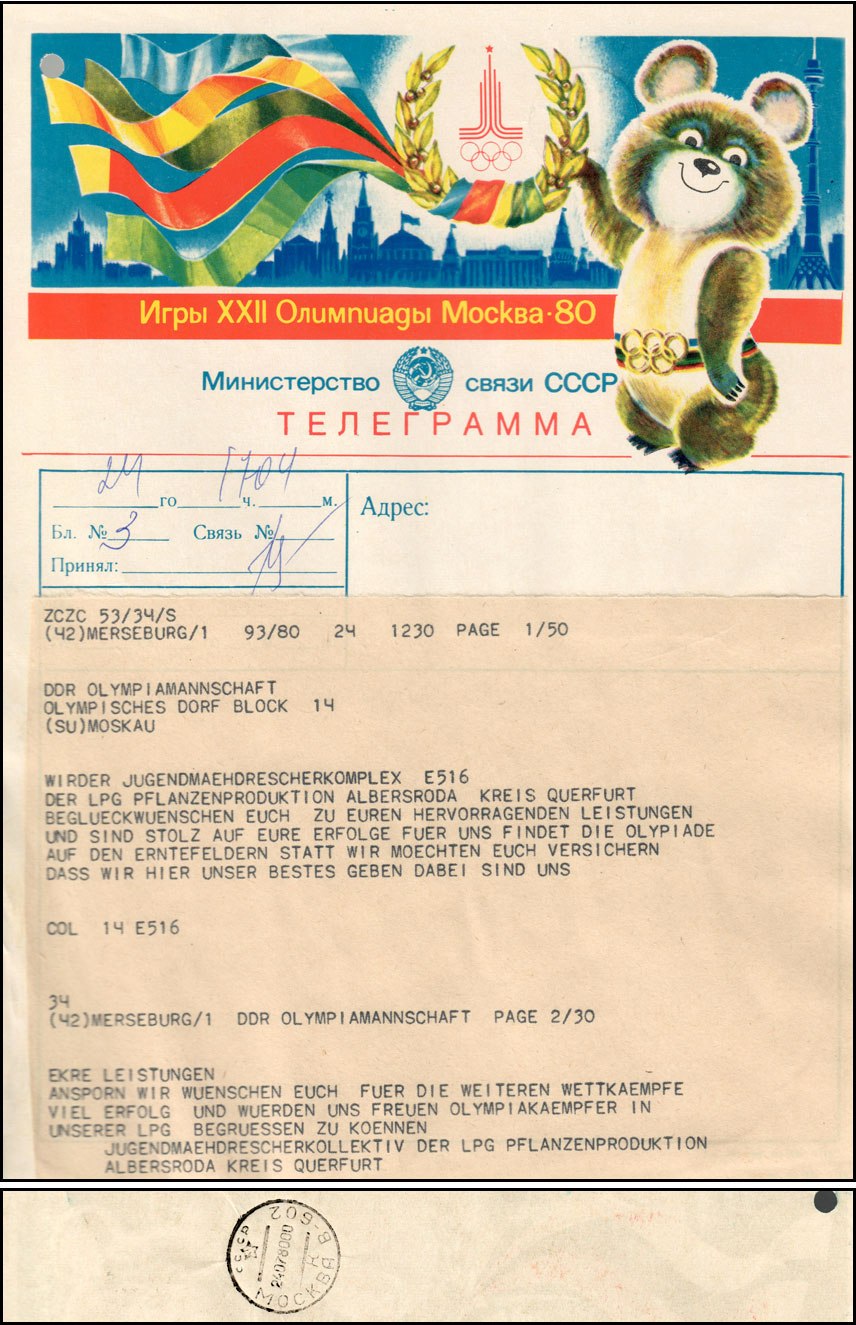 Игры XXII Олимпиады Москва·80
Министерство связи СССР
ТЕЛЕГРАММА
24 го 1704 ч. м.
Бл. № 3 Связь №
Принял:
Адрес:
ZCZC 53/34/S
(42)MERSEBURG/1 93/80 24 1230 PAGE 1/50
DDR OLYMPIAMANNSCHAFT
OLYMPISCHES DORF BLOCK 14
(SU)MOSKAU
WIRDER JUGENDMAEHDRESCHERKOMPLEX E516
DER LPG PFLANZENPRODUKTION ALBERSRODA KREIS QUERFURT
BEGLUECKWUENSCHEN EUCH ZU EUREN HERVORRAGENDEN LEISTUNGEN
UND SIND STOLZ AUF EURE ERFOLGE FUER UNS FINDET DIE OLYPIADE
AUF DEN ERNTEFELDERN STATT WIR MOECHTEN EUCH VERSICHERN
DASS WIR HIER UNSER BESTES GEBEN DABEI SIND UNS
COL 14 E516
34
(42)MERSEBURG/1 DDR OLYMPIAMANNSCHAFT PAGE 2/30
EKRE LEISTUNGEN
ANSPORN WIR WUENSCHEN EUCH FUER DIE WEITEREN WETTKAEMPFE
VIEL ERFOLG UND WUERDEN UNS FREUEN OLYMPIAKAEMPFER IN
UNSERER LPG BEGRUESSEN ZU KOENNEN
JUGENDMAEHDRESCHERKOLLEKTIV DER LPG PFLANZENPRODUKTION
ALBERSRODA KREIS QUERFURT
СССР
МОСКВА В-602
24078000